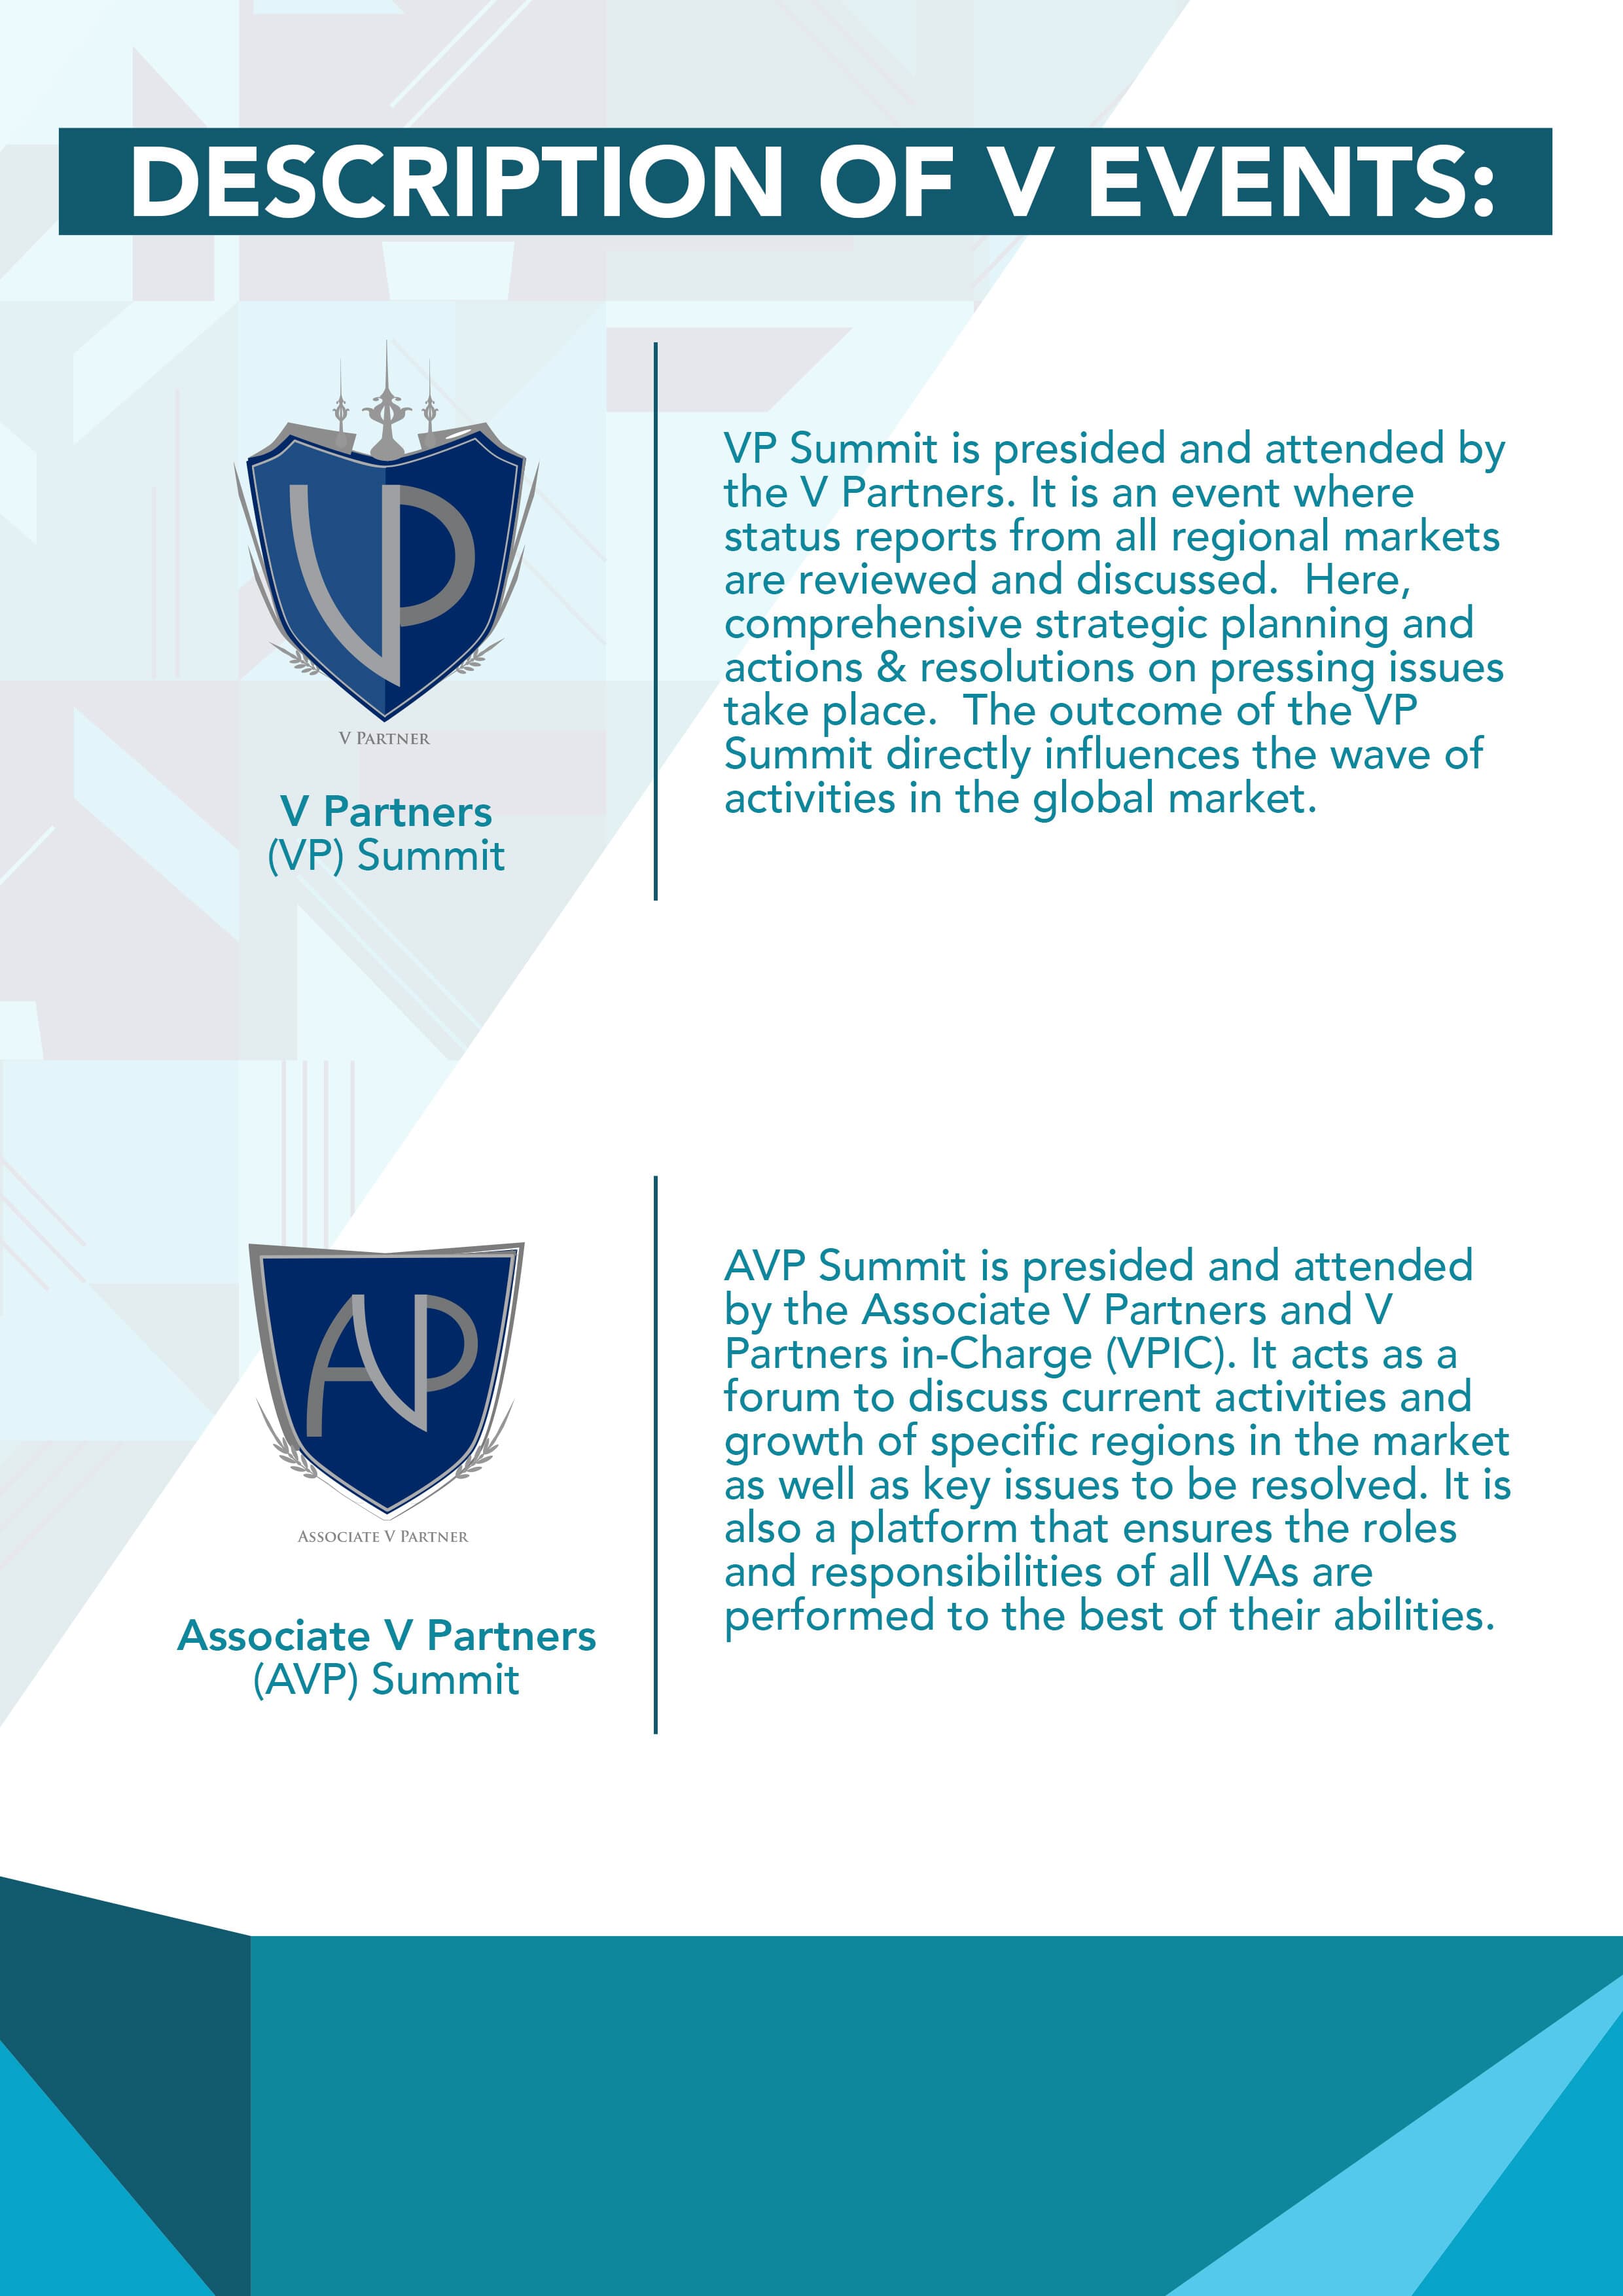 DESCRIPTION OF V EVENTS:
VP
V PARTNER
V Partners
(VP) Summit
VP Summit is presided and attended by
the V Partners. It is an event where
status reports from all regional markets
are reviewed and discussed.  Here,
comprehensive strategic planning and
actions & resolutions on pressing issues
take place.  The outcome of the VP
Summit directly influences the wave of
activities in the global market.
AVP
ASSOCIATE V PARTNER
Associate V Partners
(AVP) Summit
AVP Summit is presided and attended
by the Associate V Partners and V
Partners in-Charge (VPIC). It acts as a
forum to discuss current activities and
growth of specific regions in the market
as well as key issues to be resolved. It is
also a platform that ensures the roles
and responsibilities of all VAs are
performed to the best of their abilities.